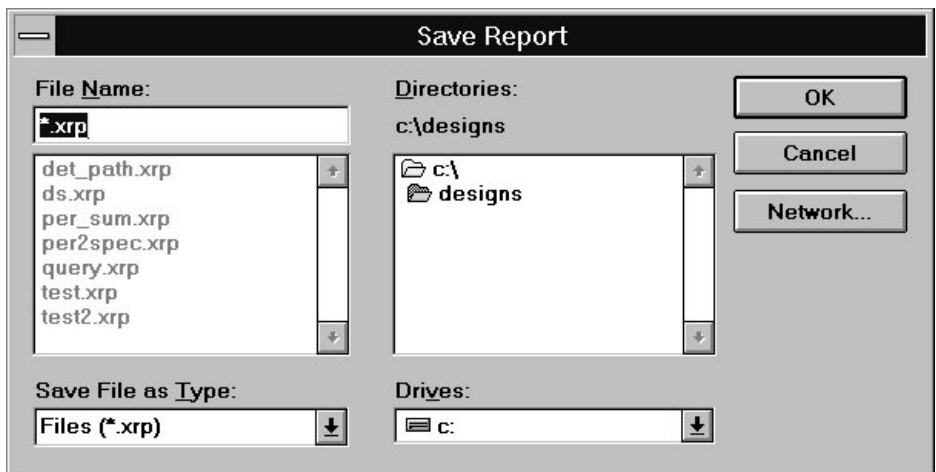 Save Report
File Name:
*.xrp
det_path.xrp
ds.xrp
per_sum.xrp
per2spec.xrp
query.xrp
test.xrp
test2.xrp
Save File as Type:
Files (*.xrp)
Directories:
c:\designs
c:\
designs
Drives:
c:
OK
Cancel
Network...